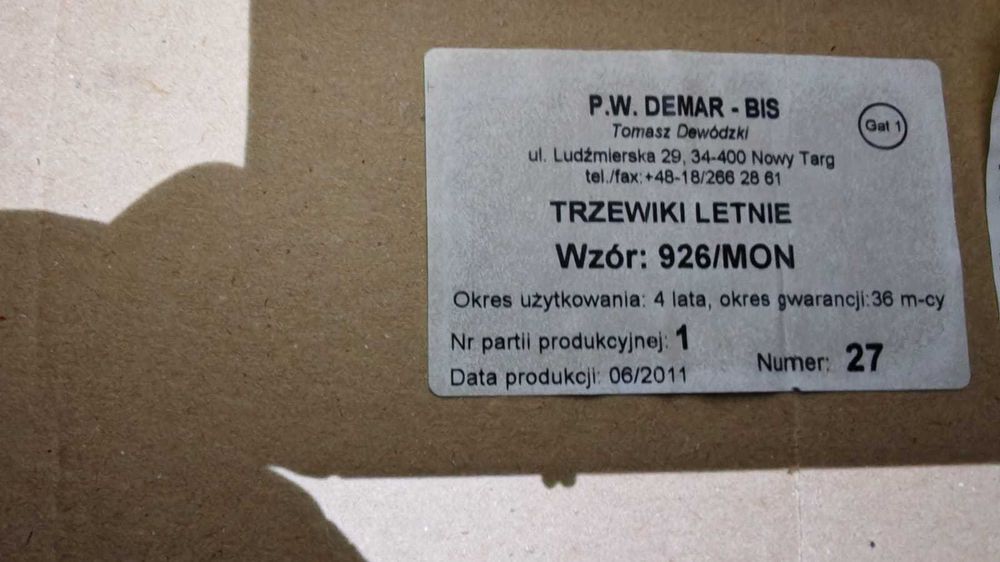 P.W. DEMAR - BIS
Gat 1
Tomasz Dewódzki
ul. Ludźmierska 29, 34-400 Nowy Targ
tel./fax:+48-18/266 28 61
TRZEWIKI LETNIE
Wzór: 926/MON
Okres użytkowania: 4 lata, okres gwarancji:36 m-cy
Nr partii produkcyjnej: 1
Numer: 27
Data produkcji: 06/2011